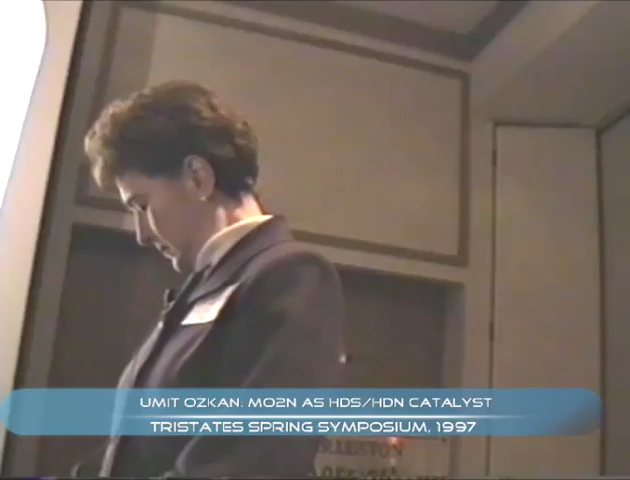 UMIT OZKAN: MO2N AS HDS/HDN CATALYST
TRISTATES SPRING SYMPOSIUM, 1997